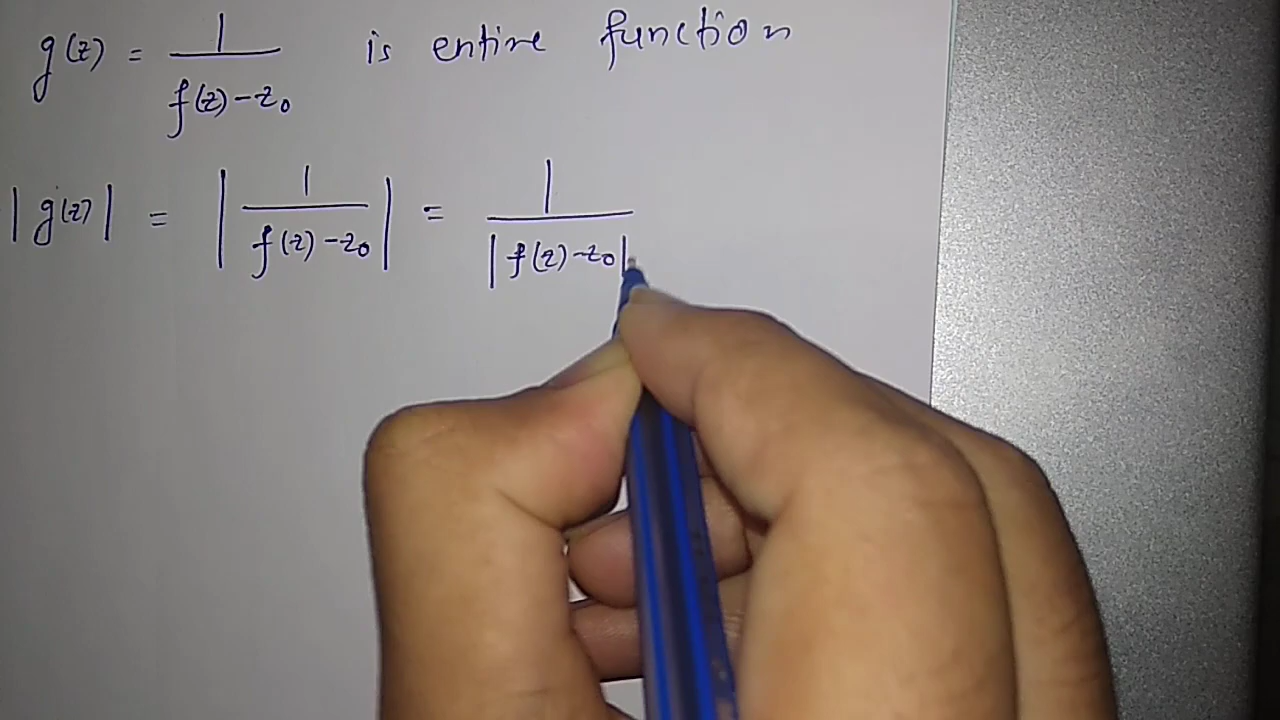 g(z) = 1 / f(z) - z₀ is entire function
|g(z)| = | 1 / f(z) - z₀ | = 1 / |f(z) - z₀|